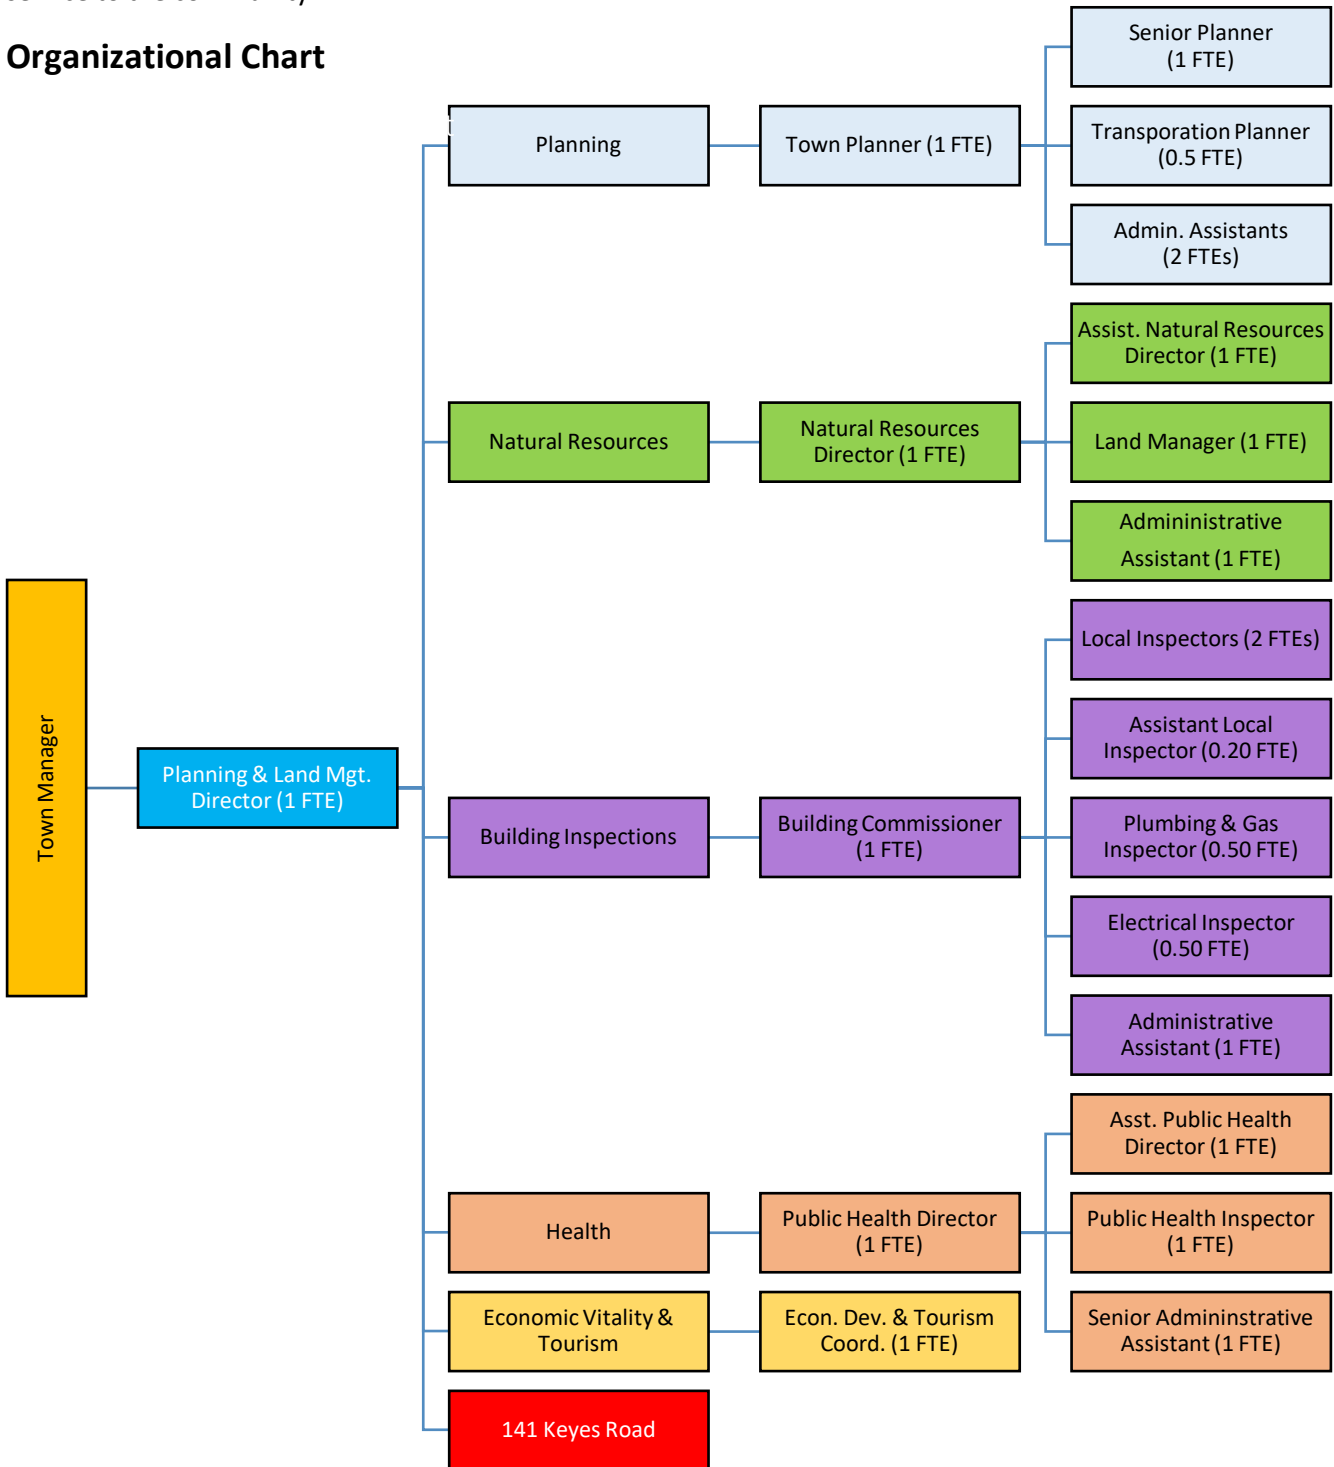 Organizational Chart
Senior Planner
(1 FTE)
Planning
Town Planner (1 FTE)
Transporation Planner
(0.5 FTE)
Admin. Assistants
(2 FTEs)
Assist. Natural Resources
Director (1 FTE)
Natural Resources
Natural Resources
Director (1 FTE)
Land Manager (1 FTE)
Admininistrative
Assistant (1 FTE)
Town Manager
Planning & Land Mgt.
Director (1 FTE)
Local Inspectors (2 FTEs)
Assistant Local
Inspector (0.20 FTE)
Building Inspections
Building Commissioner
(1 FTE)
Plumbing & Gas
Inspector (0.50 FTE)
Electrical Inspector
(0.50 FTE)
Administrative
Assistant (1 FTE)
Asst. Public Health
Director (1 FTE)
Health
Public Health Director
(1 FTE)
Public Health Inspector
(1 FTE)
Economic Vitality &
Tourism
Econ. Dev. & Tourism
Coord. (1 FTE)
Senior Admininstrative
Assistant (1 FTE)
141 Keyes Road